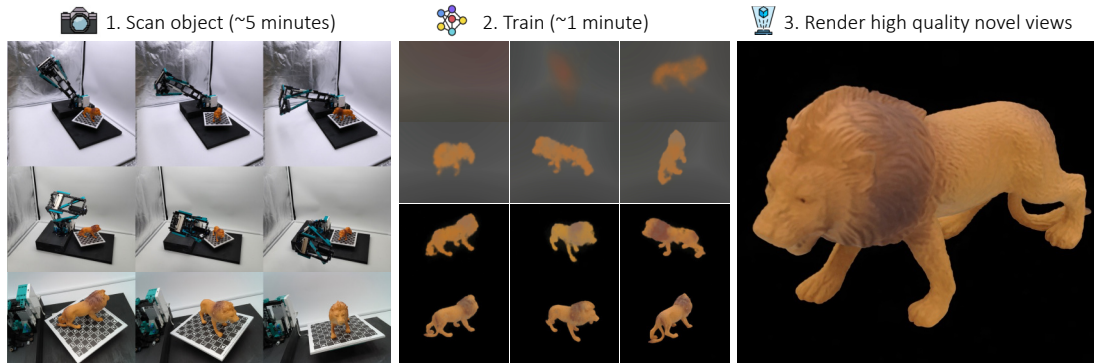 1. Scan object (~5 minutes)
2. Train (~1 minute)
3. Render high quality novel views